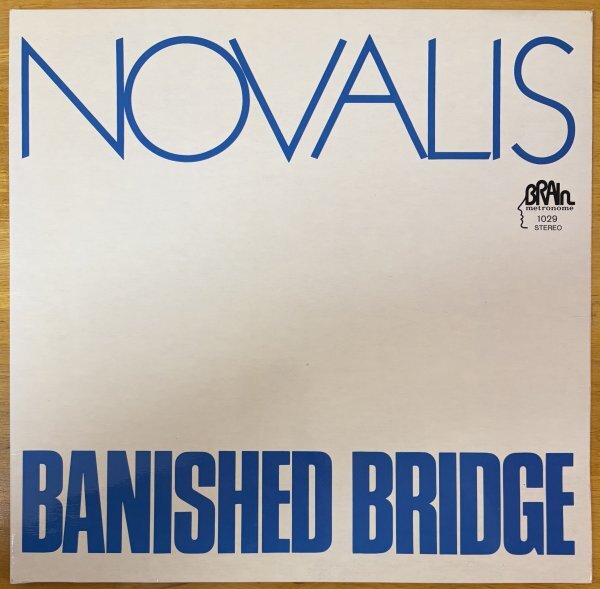 NOVALIS
BRAIn
metronome
1029
STEREO
BANISHED BRIDGE